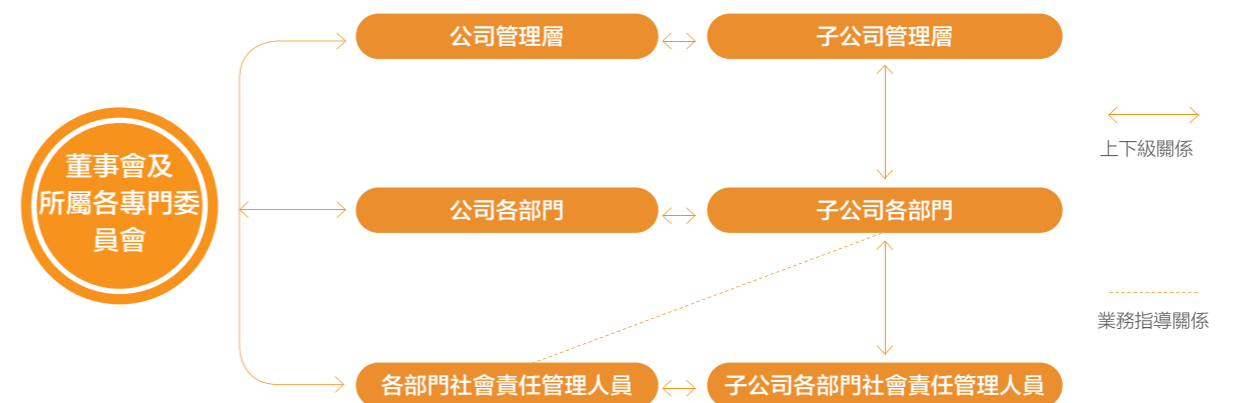 公司管理層
子公司管理層
上下級關係
董事會及
所屬各專門委
員會
公司各部門
子公司各部門
業務指導關係
各部門社會責任管理人員
子公司各部門社會責任管理人員